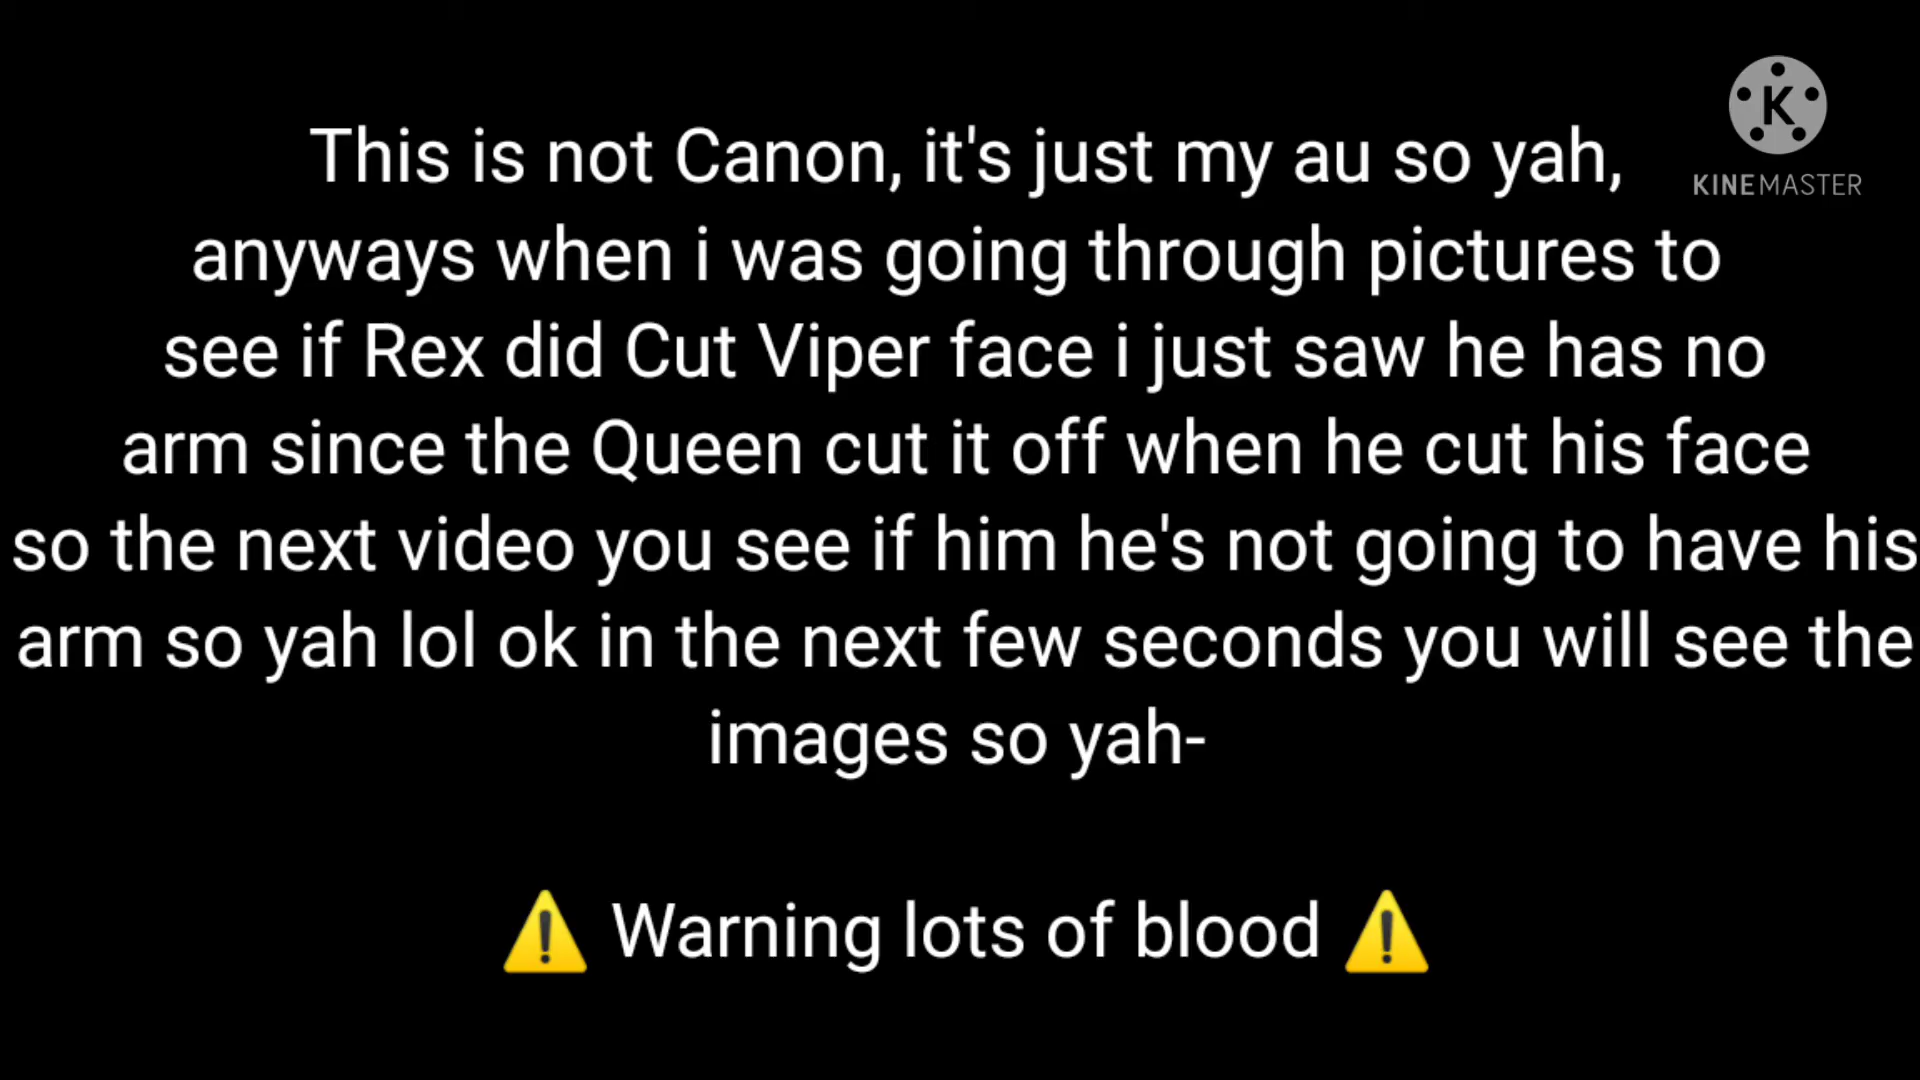 This is not Canon, it's just my au so yah,
anyways when i was going through pictures to
see if Rex did Cut Viper face i just saw he has no
arm since the Queen cut it off when he cut his face
so the next video you see if him he's not going to have his
arm so yah lol ok in the next few seconds you will see the
images so yah-
⚠️ Warning lots of blood ⚠️
K
KINEMASTER